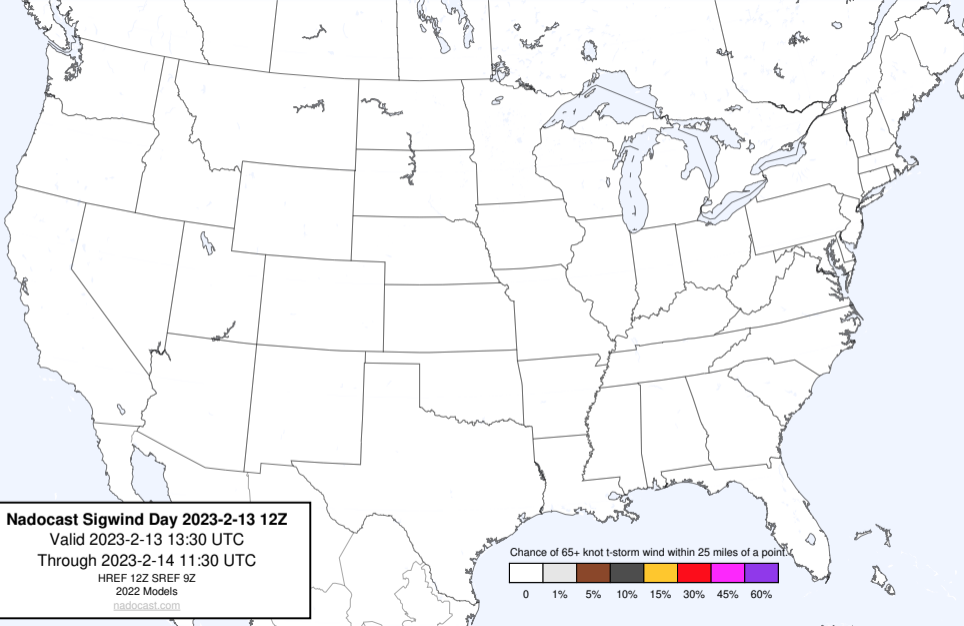 Nadocast Sigwind Day 2023-2-13 12Z
Valid 2023-2-13 13:30 UTC
Through 2023-2-14 11:30 UTC
HREF 12Z SREF 9Z
2022 Models
nadocast.com
Chance of 65+ knot t-storm wind within 25 miles of a point.
0 1% 5% 10% 15% 30% 45% 60%